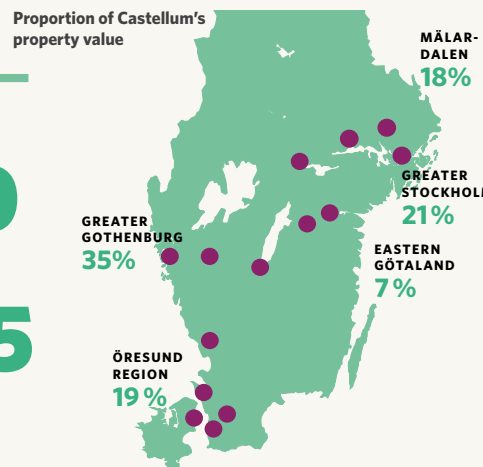 Proportion of Castellum's
property value
MÄLAR-
DALEN
18%
GREATER
21%
GREATER
GOTHENBURG
35%
EASTERN
GÖTALAND
7%
ÖRESUND
REGION
19%
5